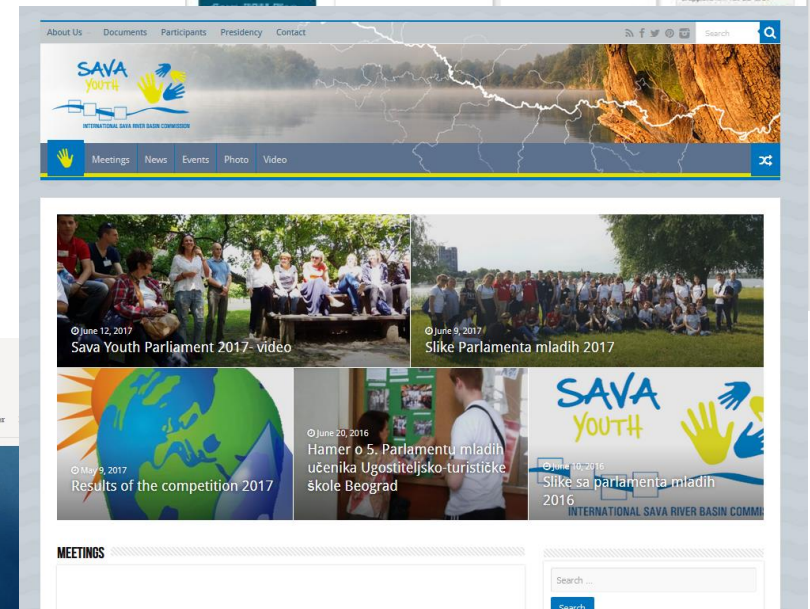 About Us Documents Participants Presidency Contact
Search
SAVA
YOUTH
INTERNATIONAL SAVA RIVER BASIN COMMISSION
Meetings News Events Photo Video
June 12, 2017
Sava Youth Parliament 2017- video
June 9, 2017
Slike Parlamenta mladih 2017
May 9, 2017
Results of the competition 2017
June 20, 2016
Hamer o 5. Parlamentu mladih
učenika Ugostiteljsko-turističke
škole Beograd
SAVA
YOUTH
June 10, 2016
Slike sa parlamenta mladih
2016
INTERNATIONAL SAVA RIVER BASIN COMMI
MEETINGS
Search ...
Search